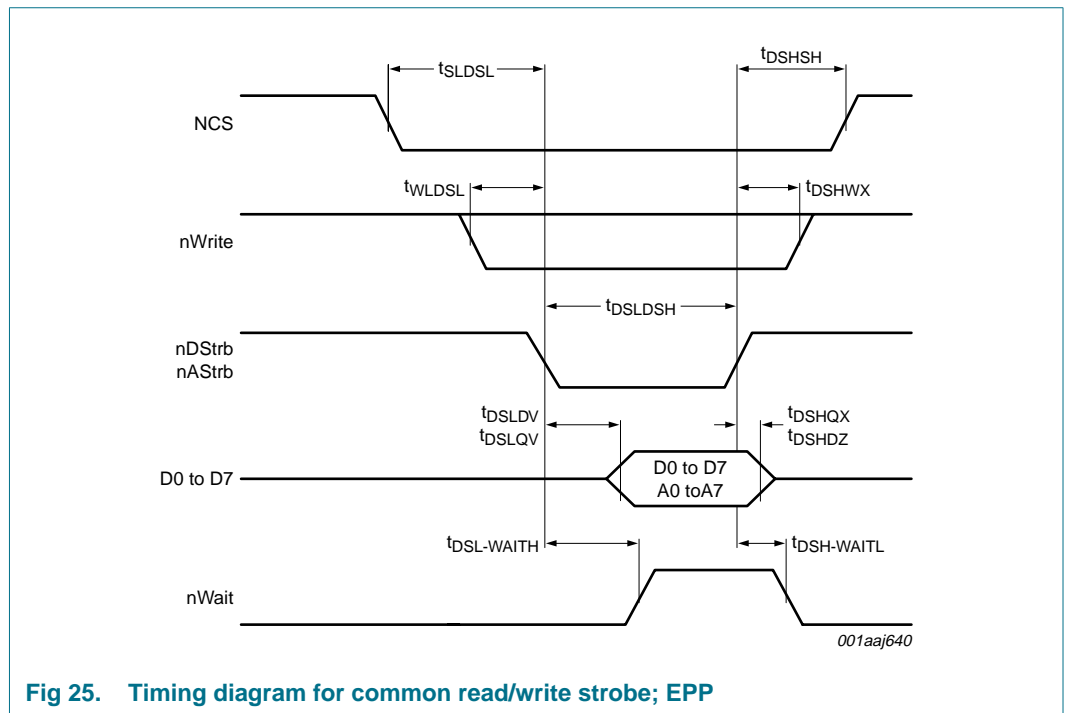 tSLDSL
tDSHSH
NCS
tWLDSL
tDSHWX
nWrite
tDSLDSH
nDStrb
nAStrb
tDSLDV
tDSLQV
tDSHQX
tDSHDZ
D0 to D7
D0 to D7
A0 toA7
tDSL-WAITH
tDSH-WAITL
nWait
001aaj640
Fig 25. Timing diagram for common read/write strobe; EPP